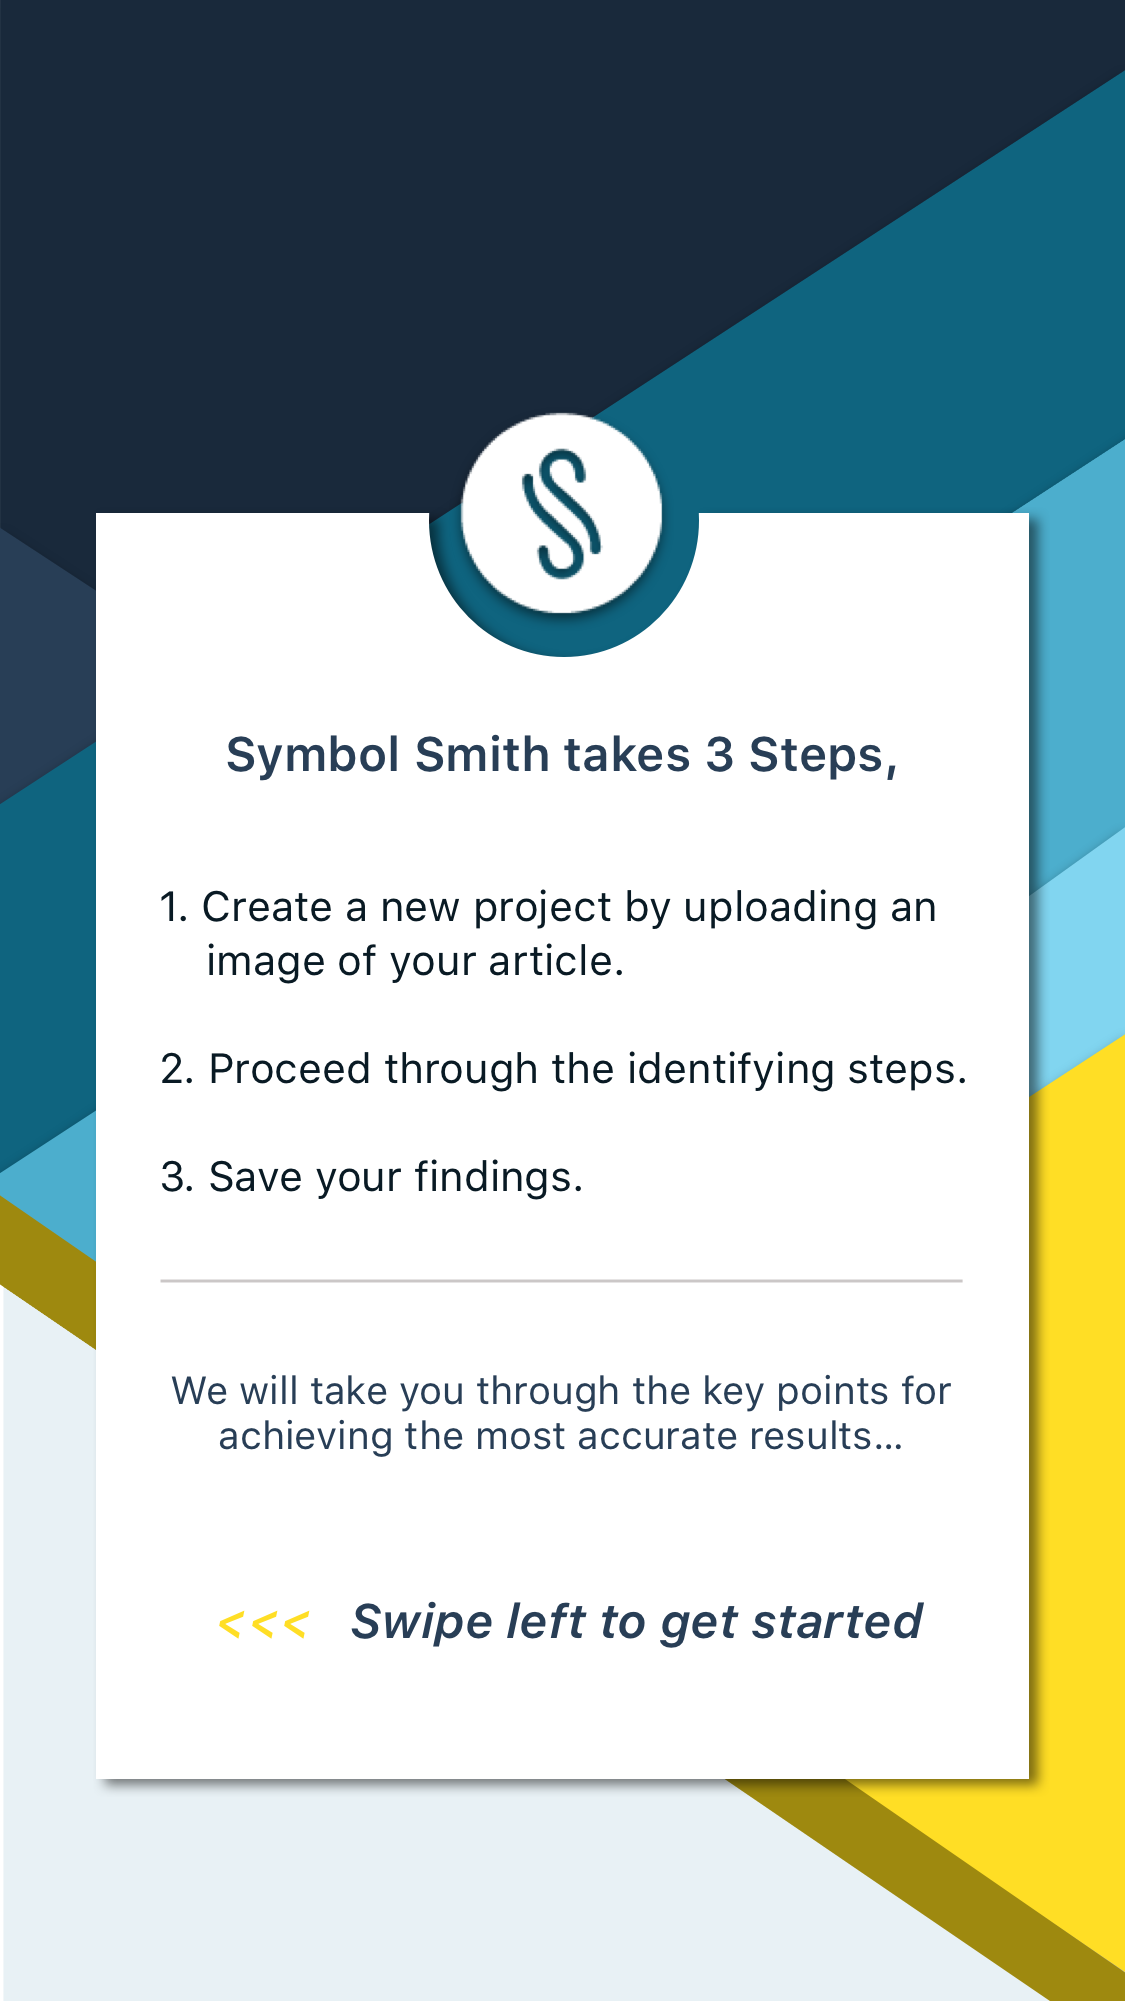 Symbol Smith takes 3 Steps,
1. Create a new project by uploading an
image of your article.
2. Proceed through the identifying steps.
3. Save your findings.
We will take you through the key points for
achieving the most accurate results...
<<< Swipe left to get started